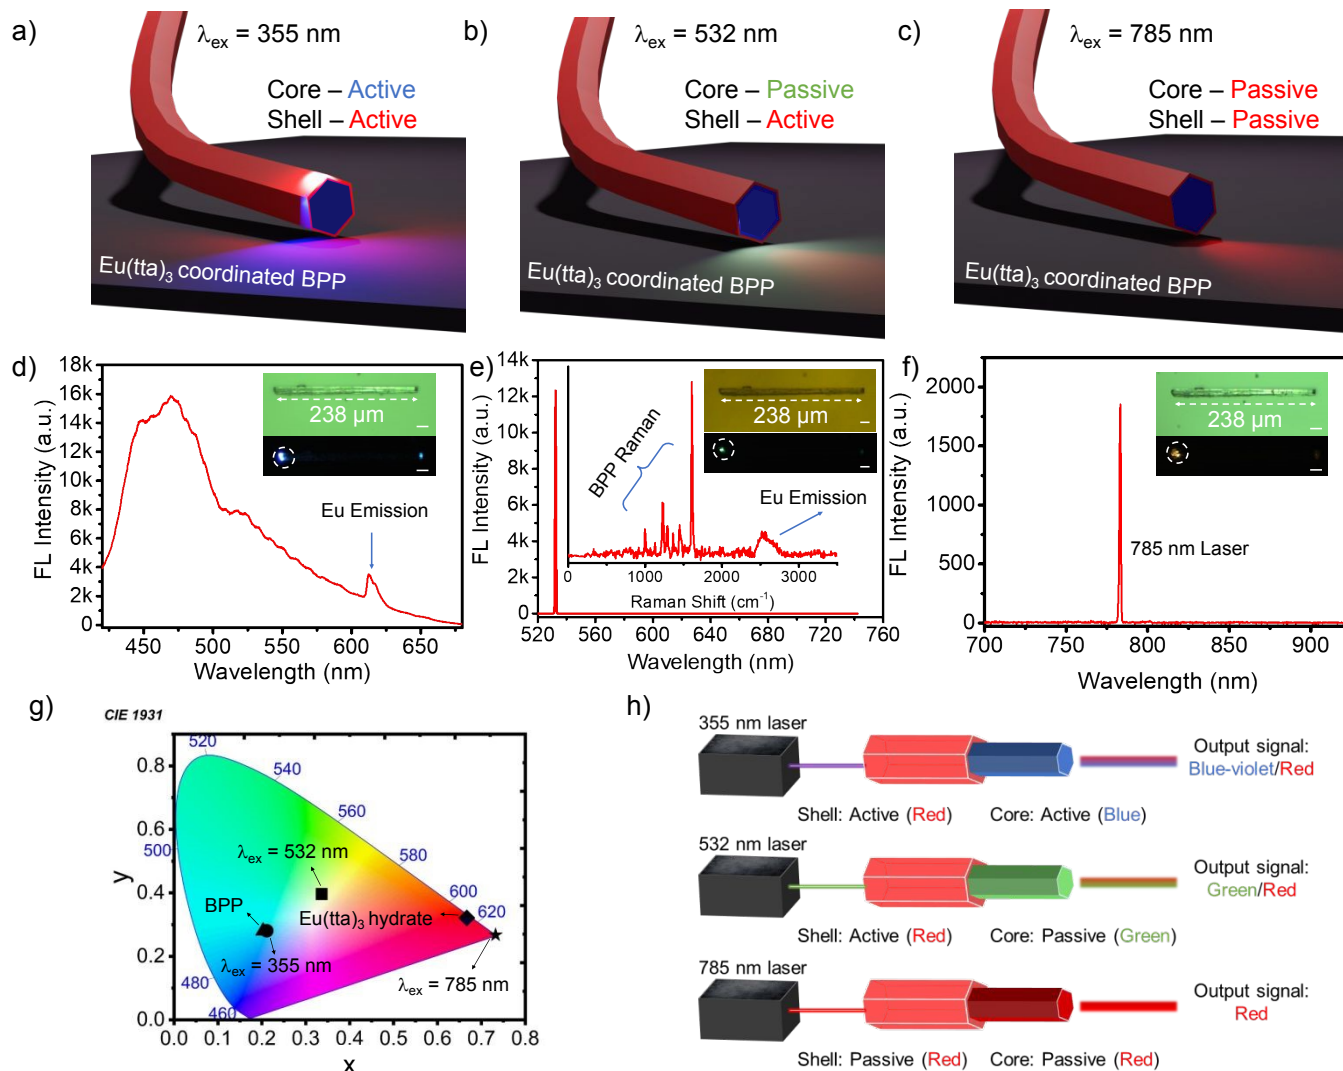 a)
λex = 355 nm
Core – Active
Shell – Active
Eu(tta)3 coordinated BPP
b)
λex = 532 nm
Core – Passive
Shell – Active
Eu(tta)3 coordinated BPP
c)
λex = 785 nm
Core – Passive
Shell – Passive
Eu(tta)3 coordinated BPP
d)
18k
16k
14k
12k
10k
8k
6k
4k
2k
0
FL Intensity (a.u.)
238 µm
Eu Emission
450 500 550 600 650
Wavelength (nm)
e)
14k
12k
10k
8k
6k
4k
2k
0
FL Intensity (a.u.)
BPP Raman
238 µm
Eu Emission
0 1000 2000 3000
Raman Shift (cm-1)
520 560 600 640 680 720 760
Wavelength (nm)
f)
2000
1500
1000
500
0
FL Intensity (a.u.)
238 µm
785 nm Laser
700 750 800 850 900
Wavelength (nm)
g)
CIE 1931
0.8
0.6
0.4
0.2
0.0
y
520
540
560
500
580
600
620
480
460
λex = 532 nm
BPP
Eu(tta)3 hydrate
λex = 355 nm
λex = 785 nm
0.0 0.1 0.2 0.3 0.4 0.5 0.6 0.7 0.8
x
h)
355 nm laser
Output signal:
Blue-violet/Red
Shell: Active (Red) Core: Active (Blue)
532 nm laser
Output signal:
Green/Red
Shell: Active (Red) Core: Passive (Green)
785 nm laser
Output signal:
Red
Shell: Passive (Red) Core: Passive (Red)